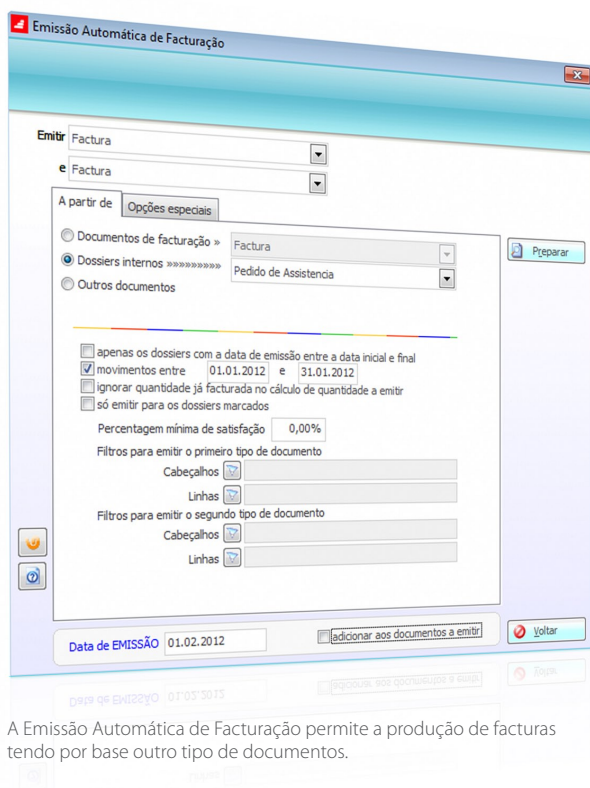 Emissão Automática de Facturação
Emitir Factura
e Factura
A partir de Opções especiais
Documentos de facturação » Factura
Dossiers internos »»»»»»»»» Pedido de Assistencia
Outros documentos
Preparar
apenas os dossiers com a data de emissão entre a data inicial e final
movimentos entre 01.01.2012 e 31.01.2012
ignorar quantidade já facturada no cálculo de quantidade a emitir
só emitir para os dossiers marcados
Percentagem mínima de satisfação 0,00%
Filtros para emitir o primeiro tipo de documento
Cabeçalhos
Linhas
Filtros para emitir o segundo tipo de documento
Cabeçalhos
Linhas
Data de EMISSÃO 01.02.2012 adicionar aos documentos a emitir Voltar
A Emissão Automática de Facturação permite a produção de facturas
tendo por base outro tipo de documentos.